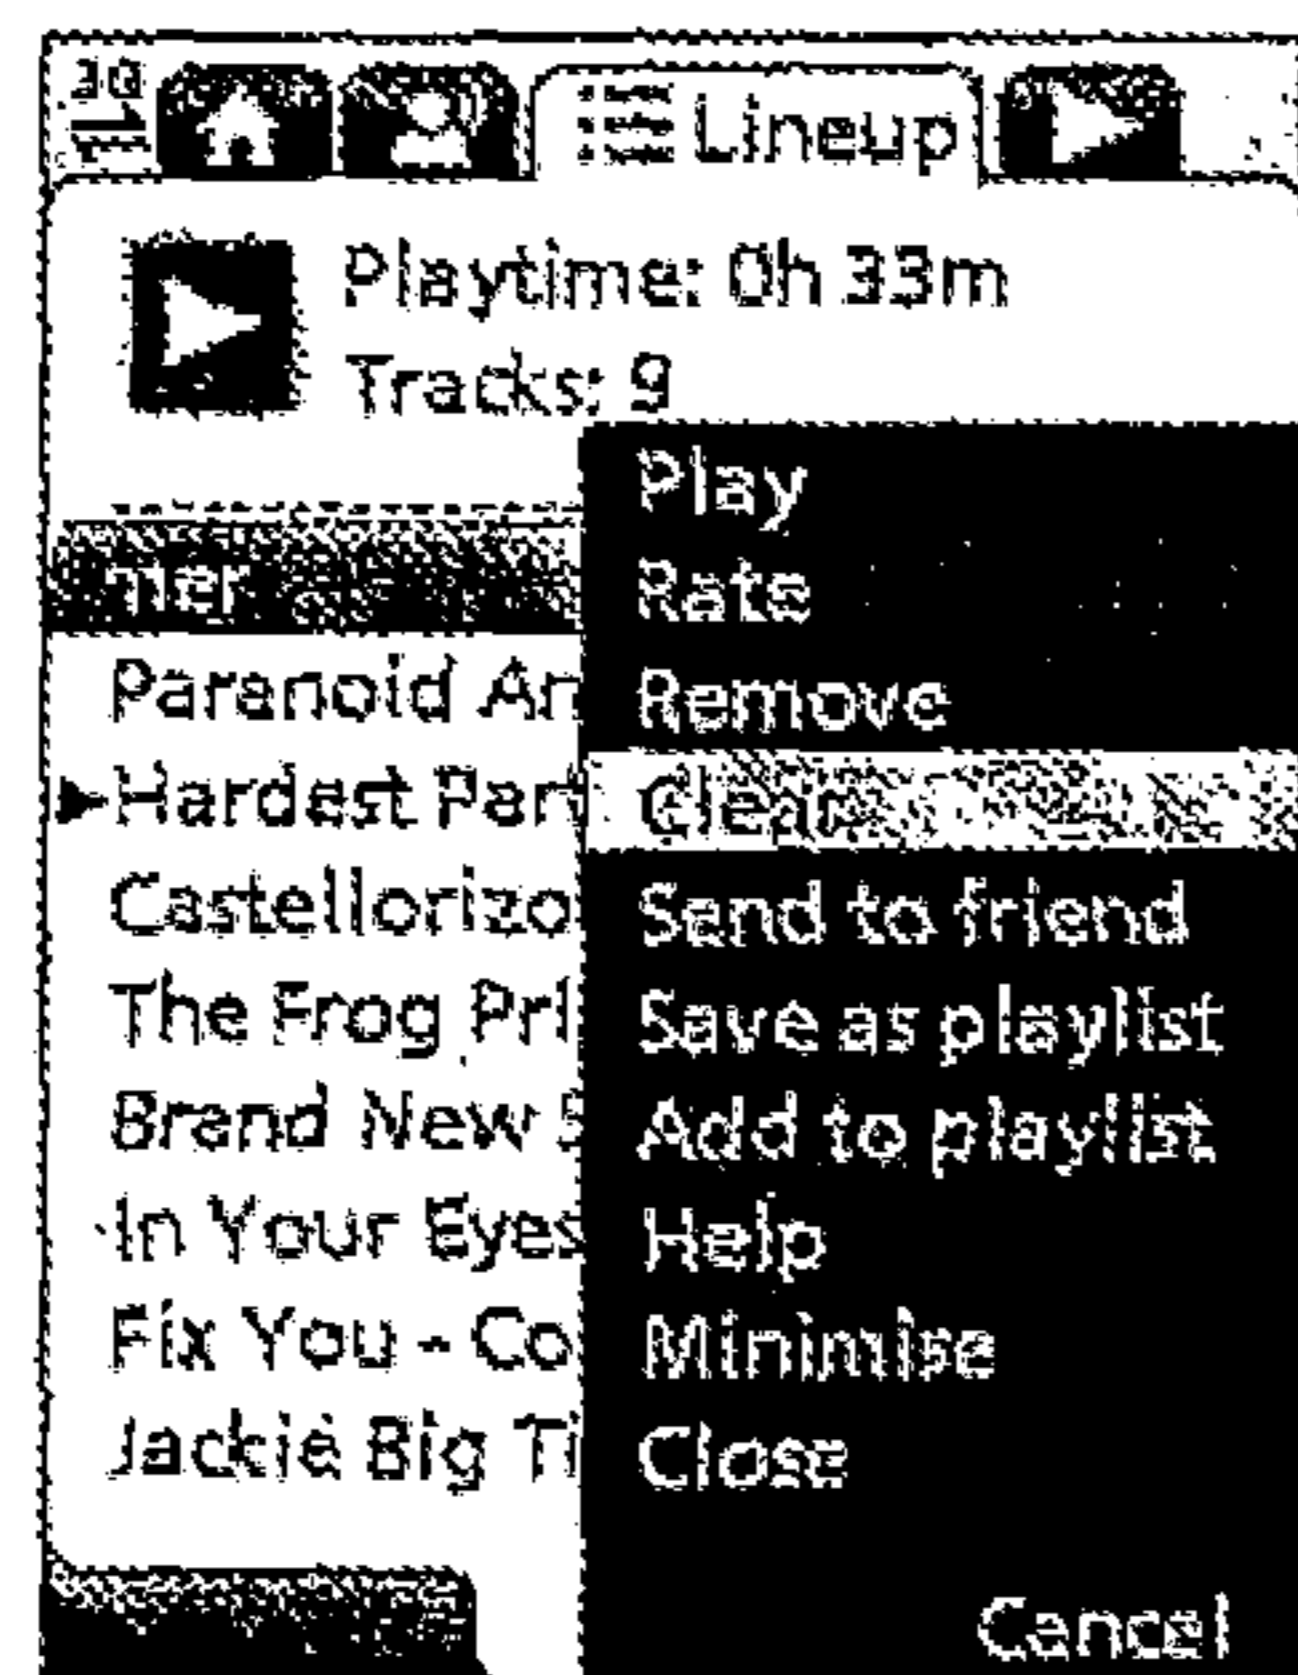 3G Lineup
Playtime: 0h 33m
Tracks: 9
mer
Paranoid An
Hardest Part
Castellorizo
The Frog Pri
Brand New S
In Your Eyes
Fix You - Co
Jackie Big Ti
Play
Rate
Remove
Clear
Send to friend
Save as playlist
Add to playlist
Help
Minimise
Close
Cancel